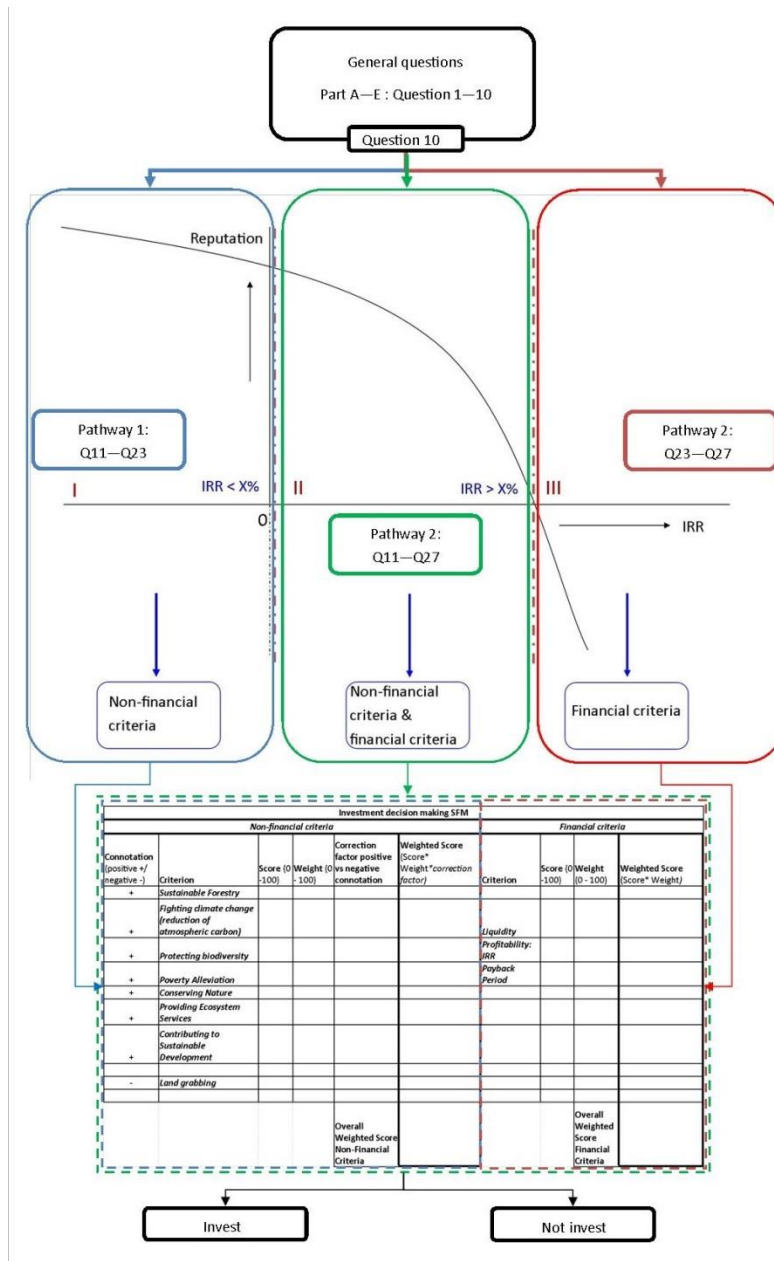 General questions
Part A—E : Question 1—10
Question 10
Reputation
Pathway 1:
Q11—Q23
Pathway 2:
Q23—Q27
I
IRR < X%
II
IRR > X%
III
0
IRR
Pathway 2:
Q11—Q27
Non-financial
criteria
Non-financial
criteria &
financial criteria
Financial criteria
Investment decision making SFM
Non-financial criteria
Financial criteria
Connotation
(positive +/
negative -)
Criterion
Score (0
-100)
Weight (0
- 100)
Correction
factor positive
vs negative
connotation
Weighted Score
(Score*
Weight*correction
factor)
Criterion
Score (0
-100)
Weight
(0 - 100)
Weighted Score
(Score* Weight)
+
Sustainable Forestry
+
Fighting climate change
(reduction of
atmospheric carbon)
Liquidity
+
Protecting biodiversity
Profitability:
IRR
+
Poverty Alleviation
Payback
Period
+
Conserving Nature
+
Providing Ecosystem
Services
+
Contributing to
Sustainable
Development
-
Land grabbing
Overall
Weighted Score
Non-Financial
Criteria
Overall
Weighted
Score
Financial
Criteria
Invest
Not invest